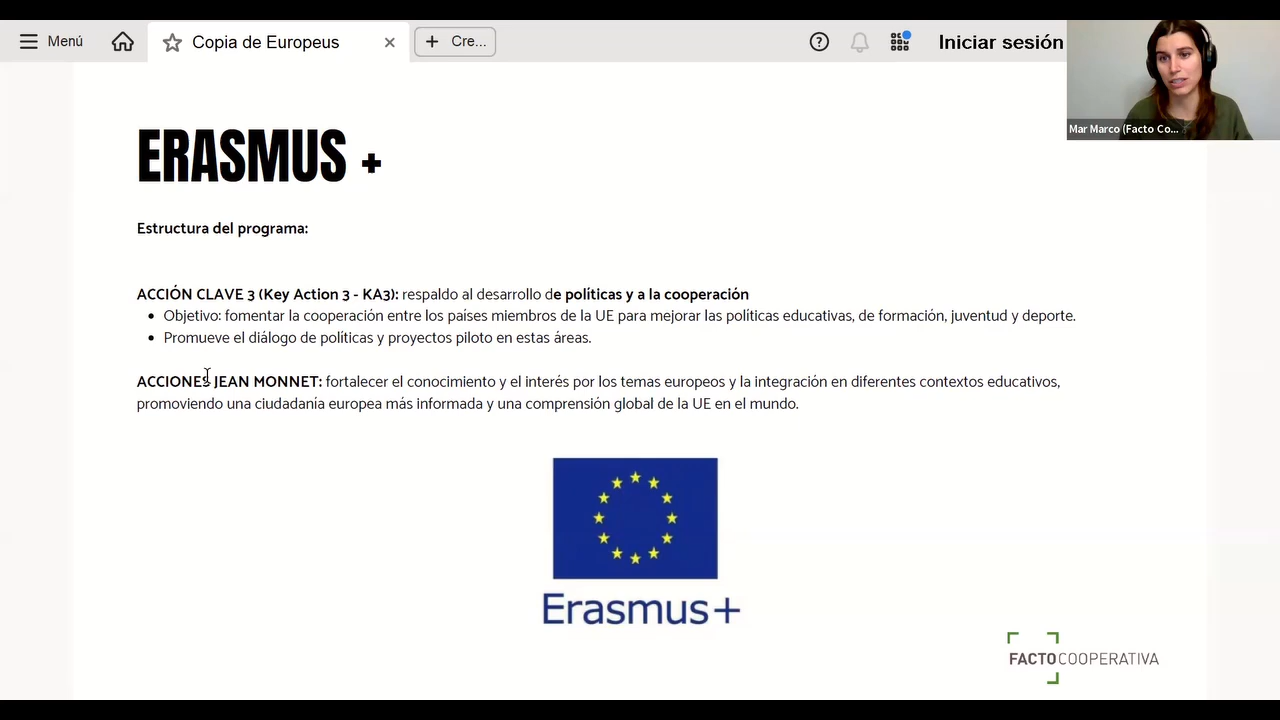 Menú
Copia de Europeus
Cre...
Iniciar sesión
Mar Marco (Facto Co...
ERASMUS +
Estructura del programa:
ACCIÓN CLAVE 3 (Key Action 3 - KA3): respaldo al desarrollo de políticas y a la cooperación
• Objetivo: fomentar la cooperación entre los países miembros de la UE para mejorar las políticas educativas, de formación, juventud y deporte.
• Promueve el diálogo de políticas y proyectos piloto en estas áreas.
ACCIONES JEAN MONNET: fortalecer el conocimiento y el interés por los temas europeos y la integración en diferentes contextos educativos,
promoviendo una ciudadanía europea más informada y una comprensión global de la UE en el mundo.
Erasmus+
FACTOCOOPERATIVA